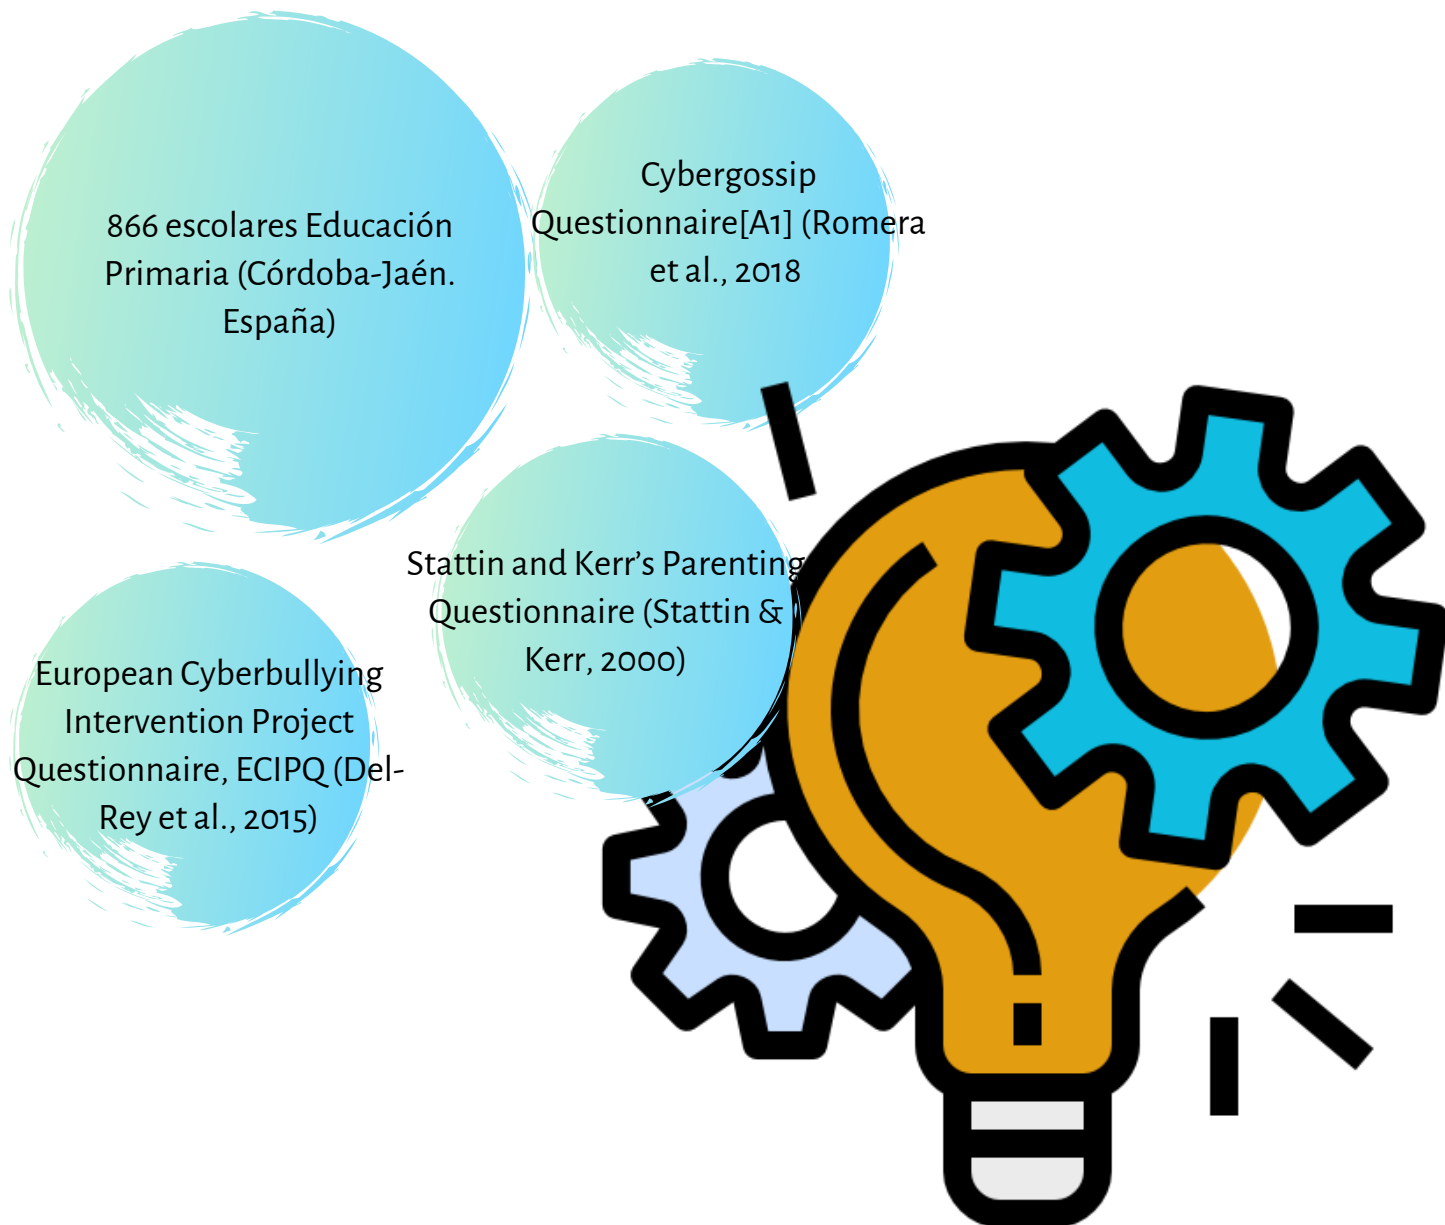 866 escolares Educación
Primaria (Córdoba-Jaén.
España)
Cybergossip
Questionnaire[A1] (Romera
et al., 2018
Stattin and Kerr's Parenting
Questionnaire (Stattin &
Kerr, 2000)
European Cyberbullying
Intervention Project
Questionnaire, ECIPQ (Del-
Rey et al., 2015)